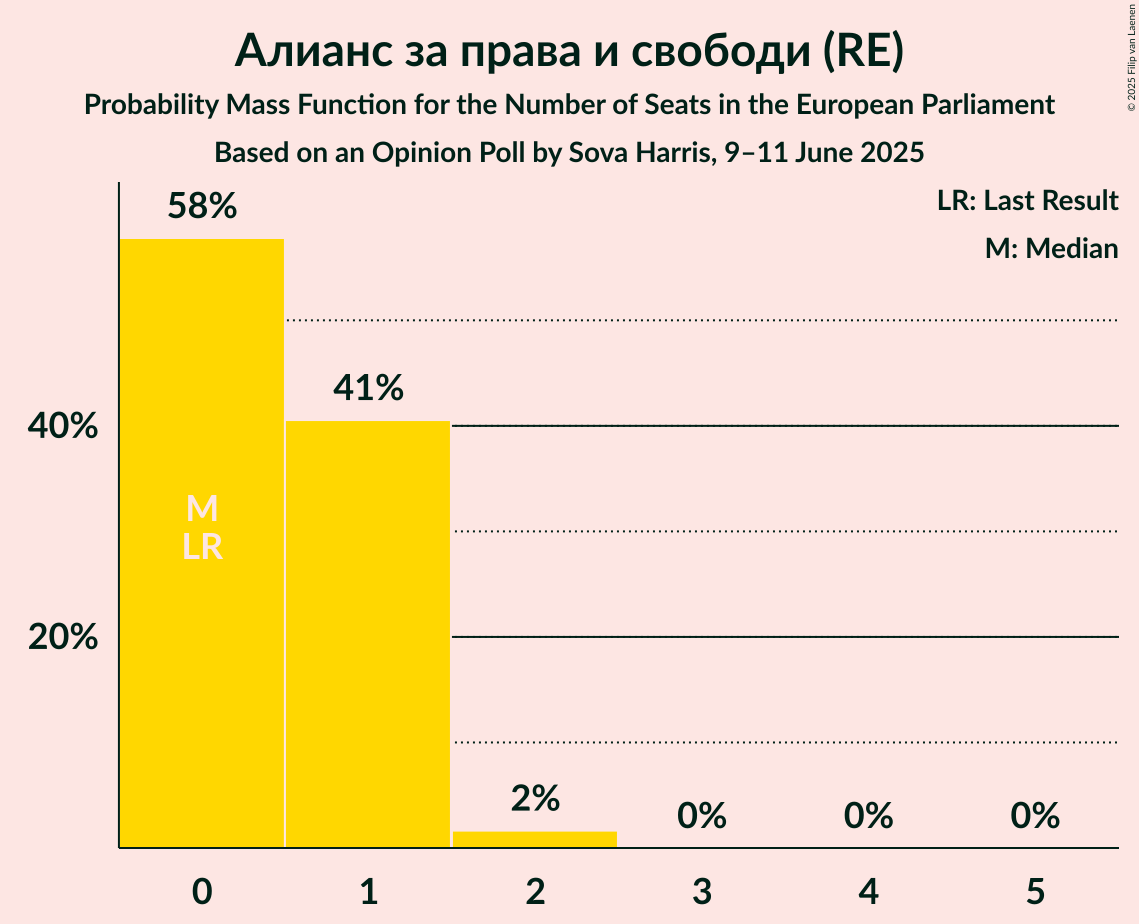 Алианс за права и свободи (RE)
Probability Mass Function for the Number of Seats in the European Parliament
Based on an Opinion Poll by Sova Harris, 9–11 June 2025
© 2025 Filip van Laenen
LR: Last Result
M: Median
58%
41%
40%
M
LR
20%
2%
0%
0%
0%
0
1
2
3
4
5